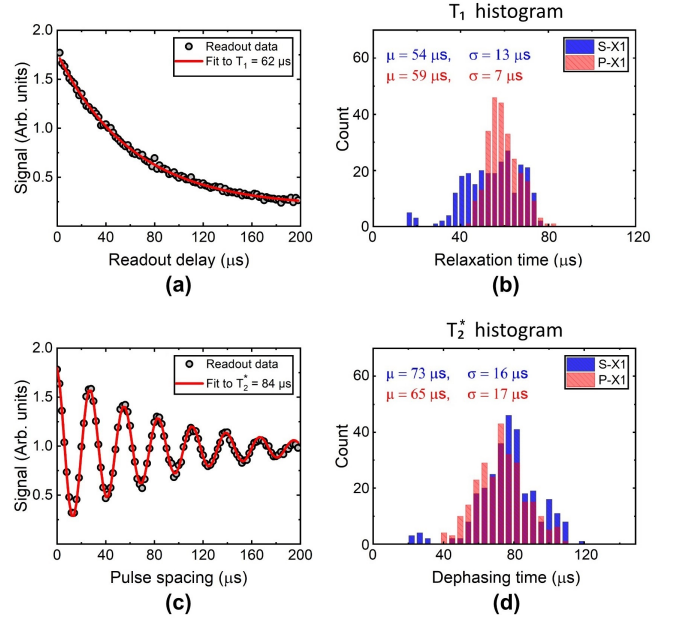 T₁ histogram
2.0
1.5
1.0
0.5
Signal (Arb. units)
Readout data
Fit to T₁ = 62 μs
0 40 80 120 160 200
Readout delay (μs)
(a)
60
40
20
0
Count
μ = 54 μs, σ = 13 μs
μ = 59 μs, σ = 7 μs
S-X1
P-X1
0 40 80 120
Relaxation time (μs)
(b)
T₂* histogram
2.0
1.5
1.0
0.5
Signal (Arb. units)
Readout data
Fit to T₂* = 84 μs
0 40 80 120 160 200
Pulse spacing (μs)
(c)
60
40
20
0
Count
μ = 73 μs, σ = 16 μs
μ = 65 μs, σ = 17 μs
S-X1
P-X1
0 40 80 120
Dephasing time (μs)
(d)